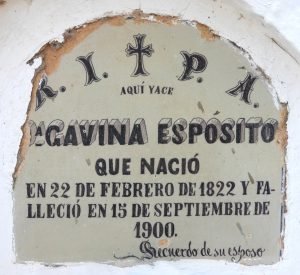 R. I. P. A.
AQUÍ YACE
Dª GAVINA ESPÓSITO
QUE NACIÓ
EN 22 DE FEBRERO DE 1822 Y FA-
LLECIÓ EN 15 DE SEPTIEMBRE DE
1900.
Recuerdo de su esposo